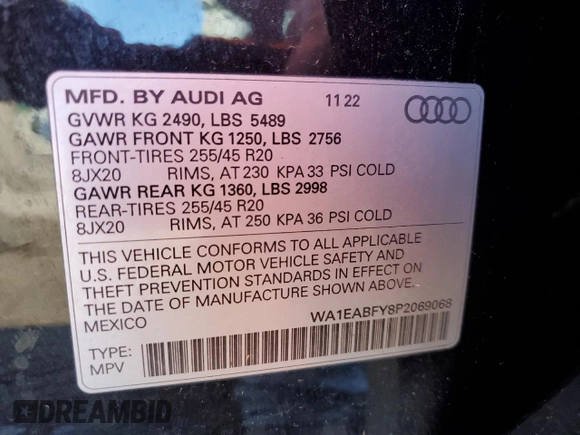 MFD. BY AUDI AG 11 22
GVWR KG 2490, LBS 5489
GAWR FRONT KG 1250, LBS 2756
FRONT-TIRES 255/45 R20
8JX20 RIMS, AT 230 KPA 33 PSI COLD
GAWR REAR KG 1360, LBS 2998
REAR-TIRES 255/45 R20
8JX20 RIMS, AT 250 KPA 36 PSI COLD
THIS VEHICLE CONFORMS TO ALL APPLICABLE
U.S. FEDERAL MOTOR VEHICLE SAFETY AND
THEFT PREVENTION STANDARDS IN EFFECT ON
THE DATE OF MANUFACTURE SHOWN ABOVE.
MEXICO WA1EABFY8P2069068
TYPE:
MPV
DREAMBID